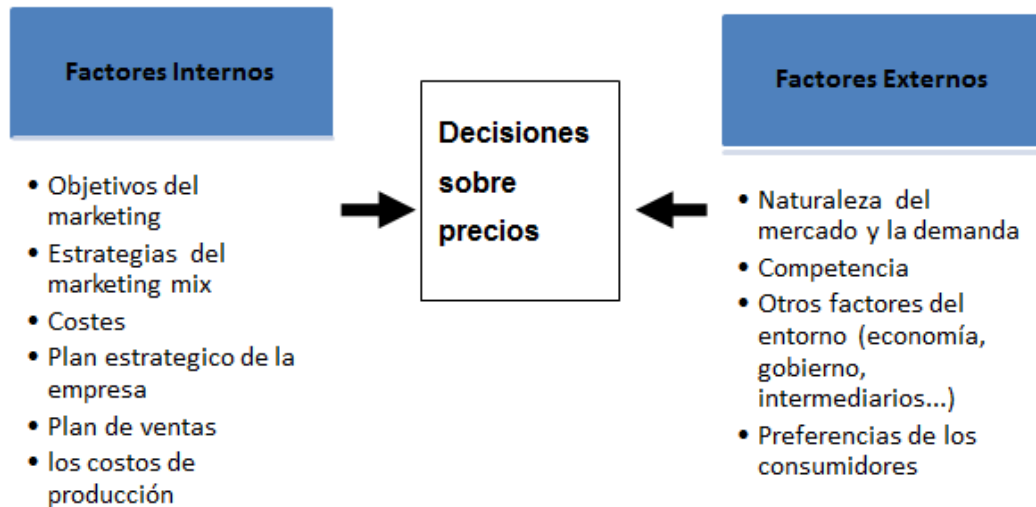 Factores Internos
• Objetivos del
marketing
• Estrategias del
marketing mix
• Costes
• Plan estrategico de la
empresa
• Plan de ventas
• los costos de
producción
Decisiones
sobre
precios
Factores Externos
• Naturaleza del
mercado y la demanda
• Competencia
• Otros factores del
entorno (economía,
gobierno,
intermediarios...)
• Preferencias de los
consumidores